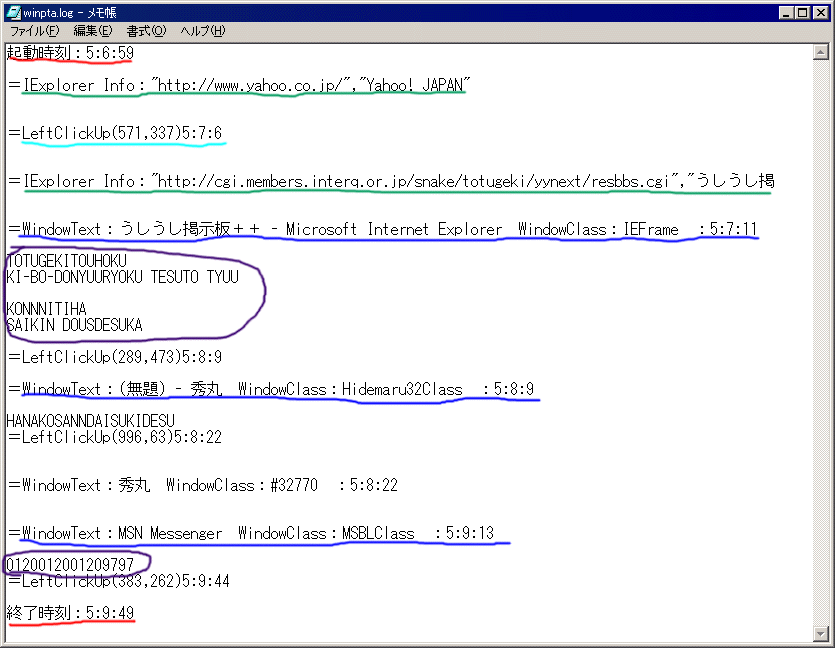 winpta.log - メモ帳
ファイル(F) 編集(E) 書式(O) ヘルプ(H)
起動時刻：5:6:59
＝IExplorer Info："http://www.yahoo.co.jp/","Yahoo! JAPAN"
＝LeftClickUp(571,337)5:7:6
＝IExplorer Info："http://cgi.members.interq.or.jp/snake/totugeki/yynext/resbbs.cgi","うしうし掲
＝WindowText：うしうし掲示板＋＋ - Microsoft Internet Explorer　WindowClass：IEFrame　：5:7:11
TOTUGEKITOUHOKU
KI-BO-DONYUURYOKU TESUTO TYUU
KONNNITIHA
SAIKIN DOUSDESUKA
＝LeftClickUp(289,473)5:8:9
＝WindowText：(無題) - 秀丸　WindowClass：Hidemaru32Class　：5:8:9
HANAKOSANNDAISUKIDESU
＝LeftClickUp(996,63)5:8:22
＝WindowText：秀丸　WindowClass：#32770　：5:8:22
＝WindowText：MSN Messenger　WindowClass：MSBLClass　：5:9:13
0120012001209797
＝LeftClickUp(383,262)5:9:44
終了時刻：5:9:49